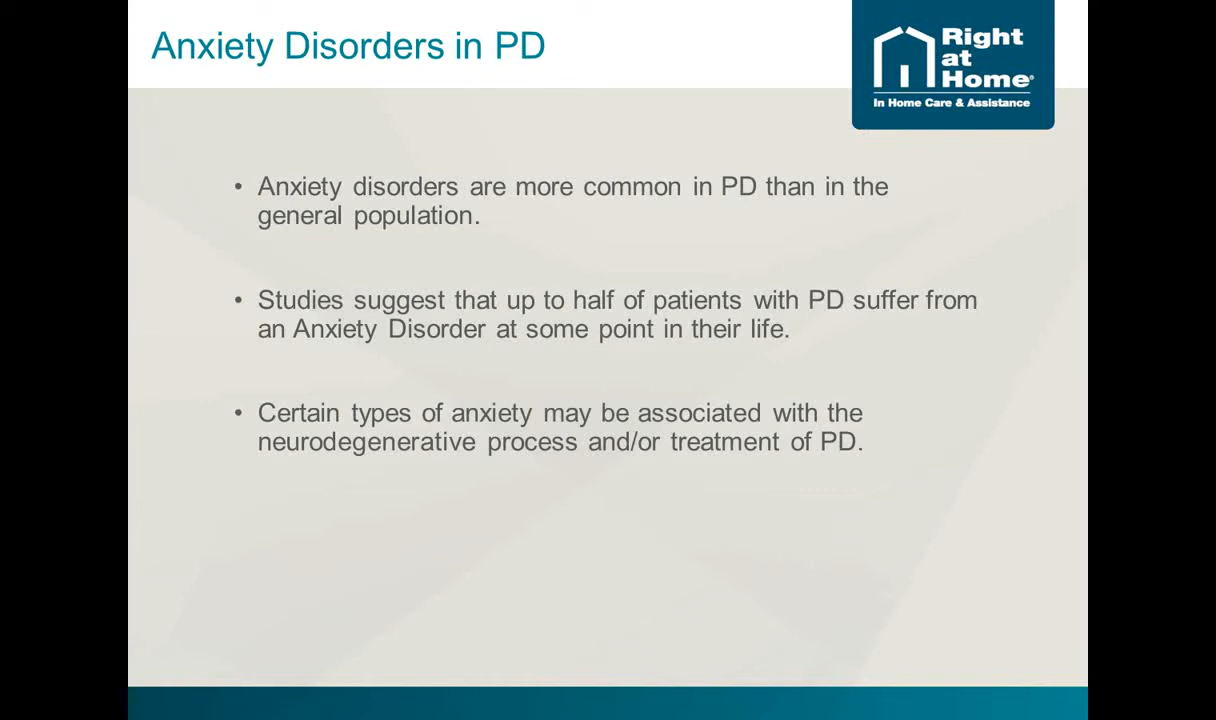 Anxiety Disorders in PD
Right
at
Home®
In Home Care & Assistance
• Anxiety disorders are more common in PD than in the
general population.
• Studies suggest that up to half of patients with PD suffer from
an Anxiety Disorder at some point in their life.
• Certain types of anxiety may be associated with the
neurodegenerative process and/or treatment of PD.